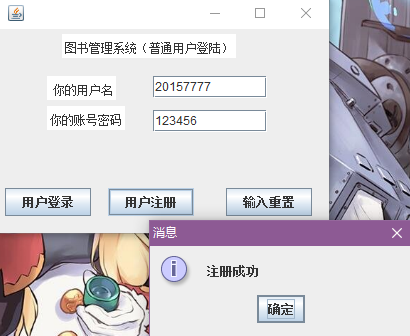 图书管理系统（普通用户登陆）
你的用户名 20157777
你的账号密码 123456
用户登录 用户注册 输入重置
消息
注册成功
确定